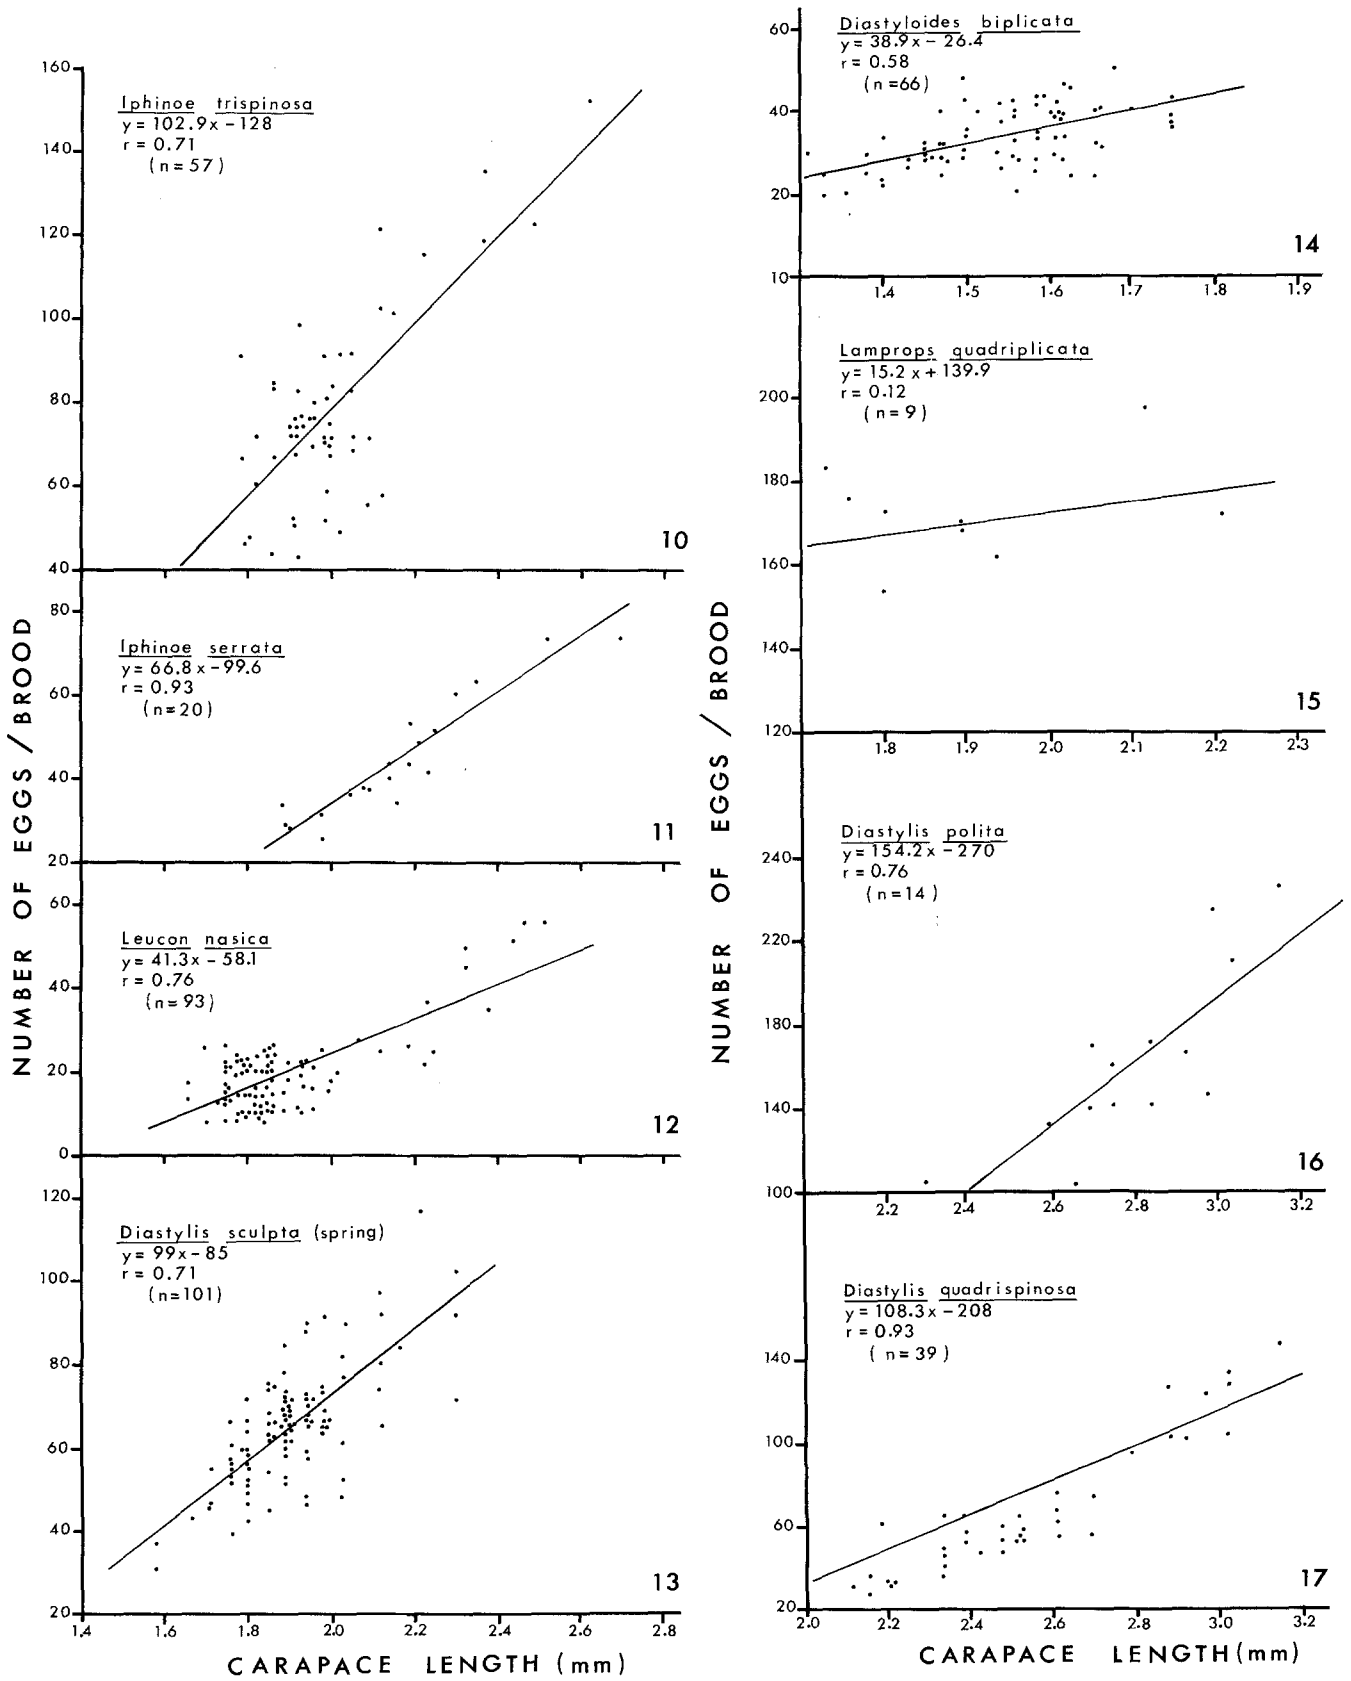 160
Iphinoe trispinosa
y= 102.9x -128
r = 0.71
(n=57)
140
120
100
80
60
40
10
80
Iphinoe serrata
y= 66.8x -99.6
r = 0.93
(n=20)
60
40
20
11
60
Leucon nasica
y= 41.3x - 58.1
r = 0.76
(n=93)
40
20
0
12
120
Diastylis sculpta (spring)
y = 99x - 85
r = 0.71
(n=101)
100
80
60
40
20
13
1.4 1.6 1.8 2.0 2.2 2.4 2.6 2.8
CARAPACE LENGTH (mm)
NUMBER OF EGGS / BROOD
60
Diastyloides biplicata
y= 38.9x - 26.4
r = 0.58
(n=66)
40
20
10
14
1.4 1.5 1.6 1.7 1.8 1.9
Lamprops quadriplicata
y= 15.2 x + 139.9
r= 0.12
(n=9)
200
180
160
140
120
15
1.8 1.9 2.0 2.1 2.2 2.3
Diastylis polita
y= 154.2x -270
r= 0.76
(n=14)
240
220
180
140
100
16
2.2 2.4 2.6 2.8 3.0 3.2
Diastylis quadrispinosa
y= 108.3x -208
r = 0.93
(n=39)
140
100
60
20
17
2.0 2.2 2.4 2.6 2.8 3.0 3.2
CARAPACE LENGTH (mm)
NUMBER OF EGGS / BROOD